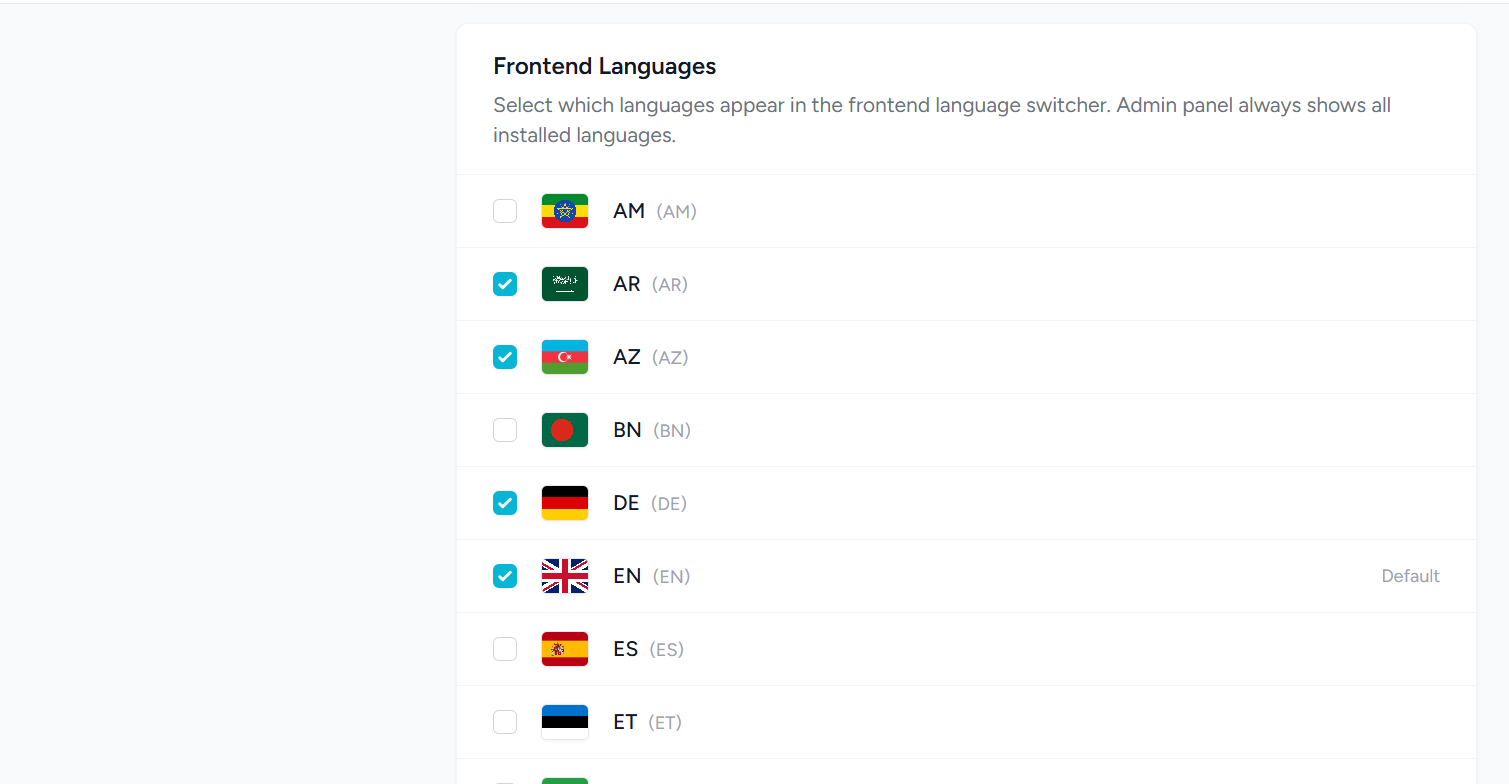 Frontend Languages
Select which languages appear in the frontend language switcher. Admin panel always shows all
installed languages.
AM (AM)
AR (AR)
AZ (AZ)
BN (BN)
DE (DE)
EN (EN) Default
ES (ES)
ET (ET)